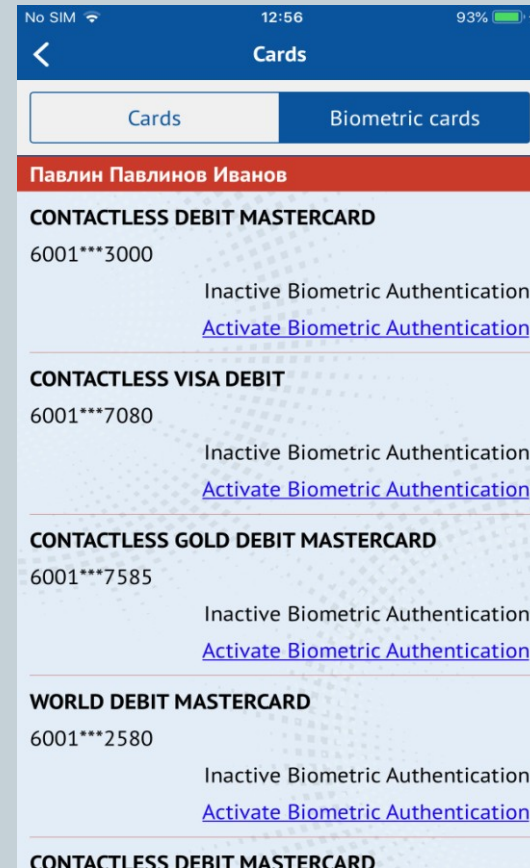 No SIM 12:56 93%
Cards
Cards Biometric cards
Павлин Павлинов Иванов
CONTACTLESS DEBIT MASTERCARD
6001***3000
Inactive Biometric Authentication
Activate Biometric Authentication
CONTACTLESS VISA DEBIT
6001***7080
Inactive Biometric Authentication
Activate Biometric Authentication
CONTACTLESS GOLD DEBIT MASTERCARD
6001***7585
Inactive Biometric Authentication
Activate Biometric Authentication
WORLD DEBIT MASTERCARD
6001***2580
Inactive Biometric Authentication
Activate Biometric Authentication
CONTACTLESS DEBIT MASTERCARD